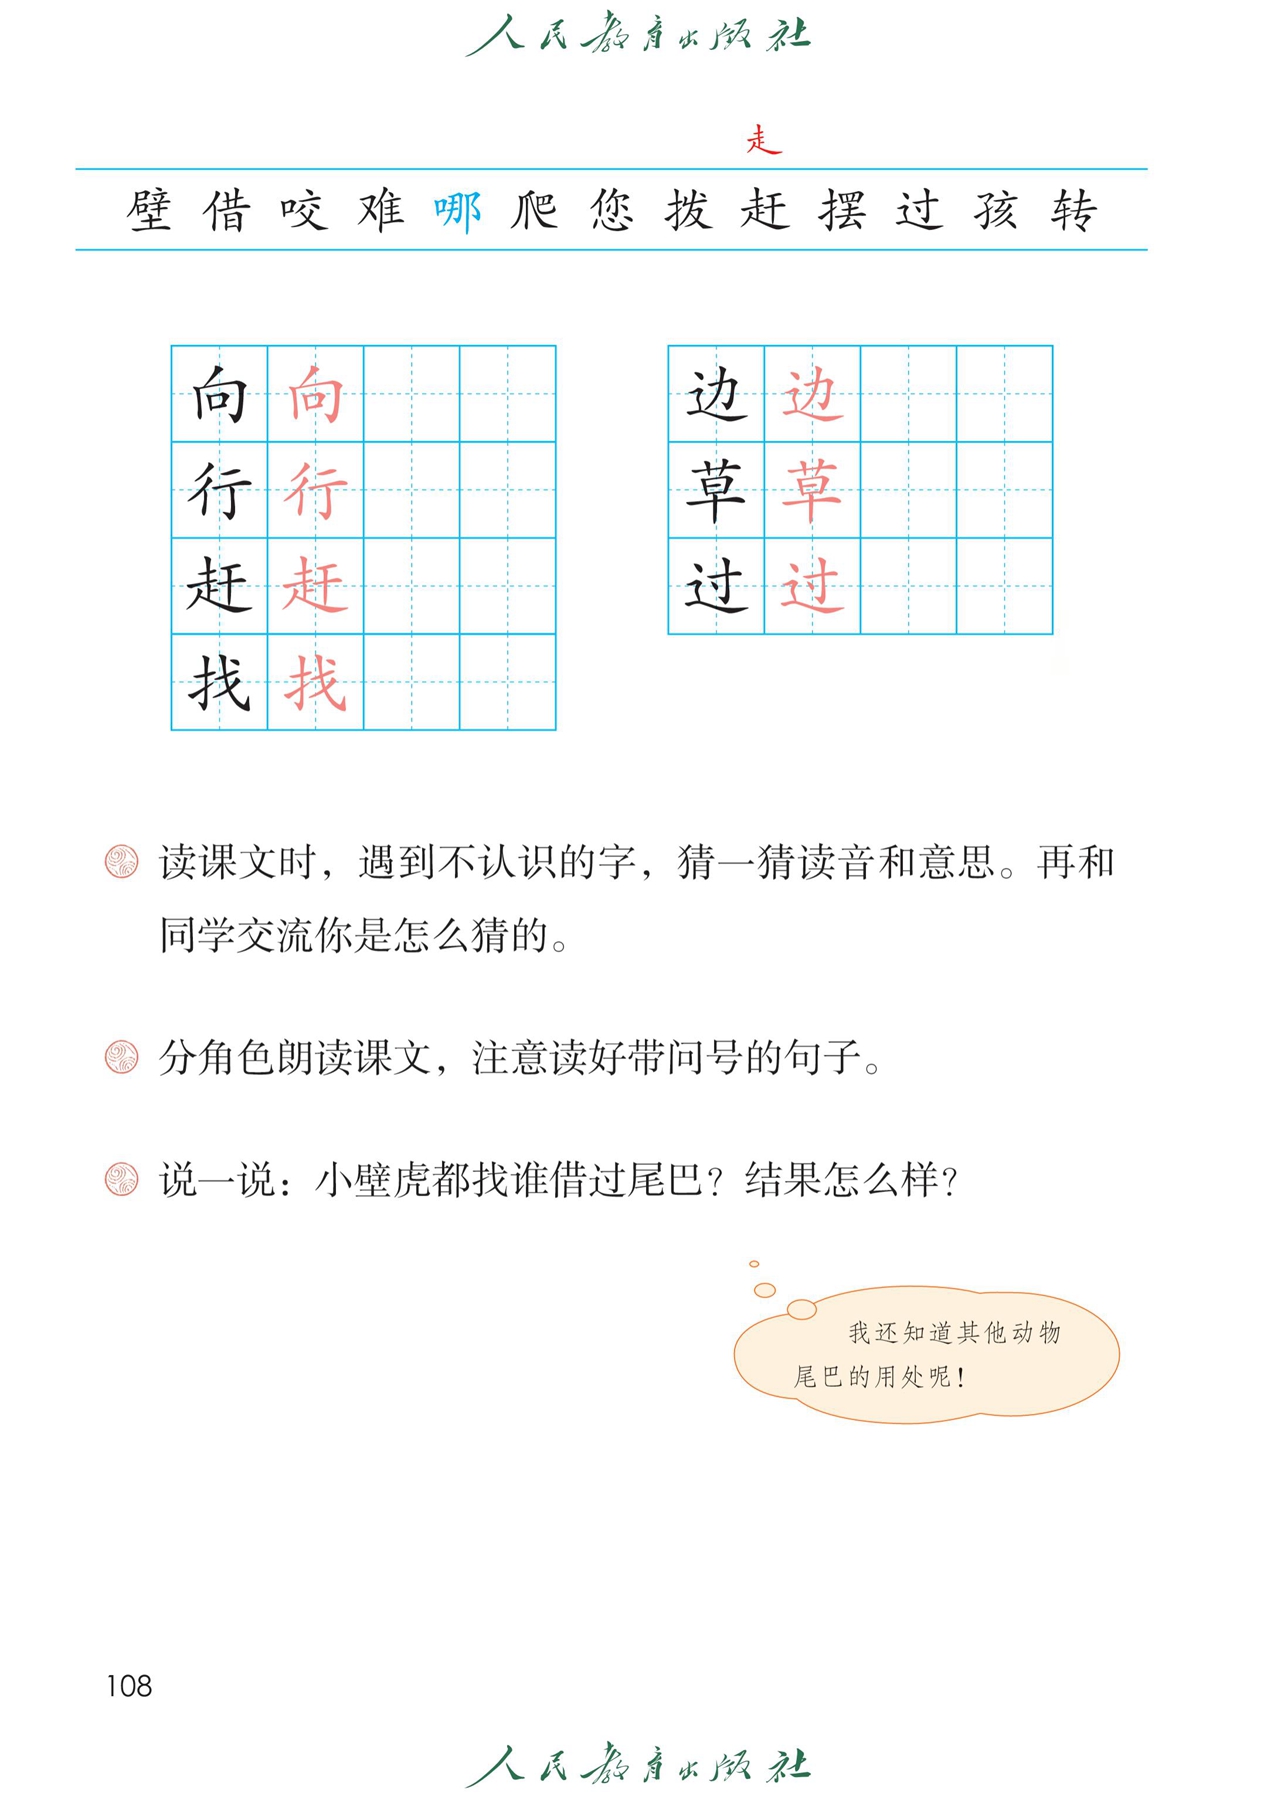 人民教育出版社
走
壁 借 咬 难 哪 爬 您 拨 赶 摆 过 孩 转
向 向
行 行
赶 赶
找 找
边 边
草 草
过 过
读课文时，遇到不认识的字，猜一猜读音和意思。再和
同学交流你是怎么猜的。
分角色朗读课文，注意读好带问号的句子。
说一说：小壁虎都找谁借过尾巴？结果怎么样？
我还知道其他动物
尾巴的用处呢！
108
人民教育出版社